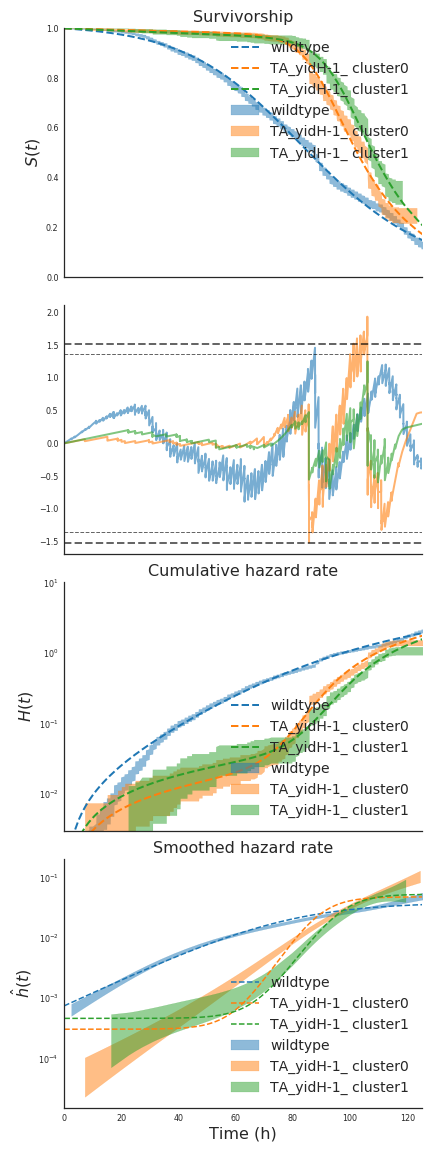 Survivorship
1.0
0.8
0.6
0.4
0.2
0.0
S(t)
wildtype
TA_yidH-1_ cluster0
TA_yidH-1_ cluster1
wildtype
TA_yidH-1_ cluster0
TA_yidH-1_ cluster1
2.0
1.5
1.0
0.5
0.0
−0.5
−1.0
−1.5
Cumulative hazard rate
10¹
10⁰
10⁻¹
10⁻²
H(t)
wildtype
TA_yidH-1_ cluster0
TA_yidH-1_ cluster1
wildtype
TA_yidH-1_ cluster0
TA_yidH-1_ cluster1
Smoothed hazard rate
10⁻¹
10⁻²
10⁻³
10⁻⁴
ĥ(t)
wildtype
TA_yidH-1_ cluster0
TA_yidH-1_ cluster1
wildtype
TA_yidH-1_ cluster0
TA_yidH-1_ cluster1
0 20 40 60 80 100 120
Time (h)